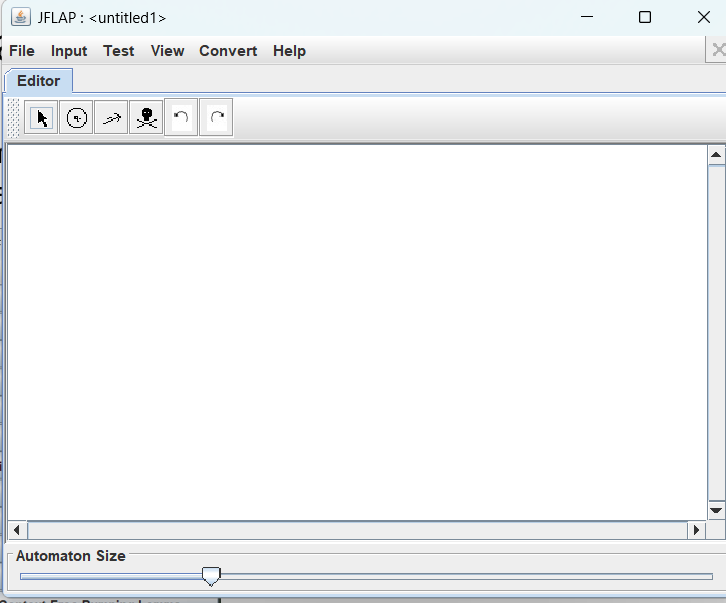 JFLAP : <untitled1>
File Input Test View Convert Help
Editor
Automaton Size